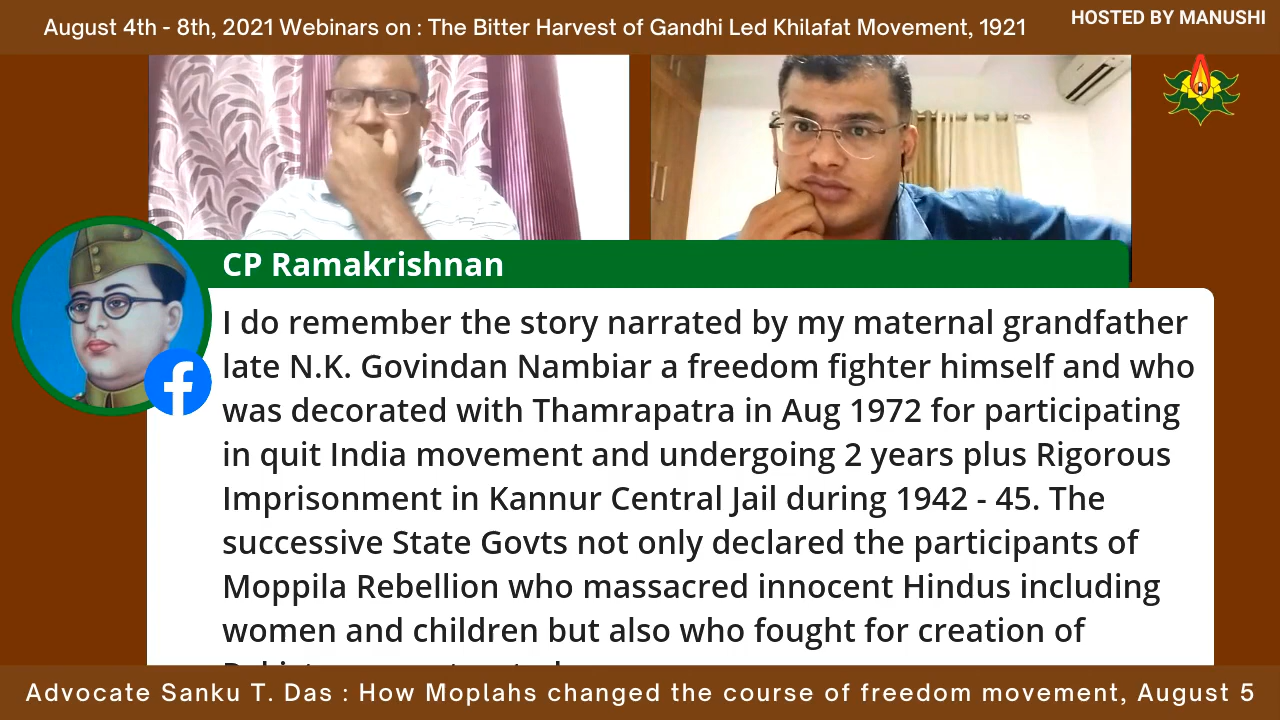 August 4th - 8th, 2021 Webinars on : The Bitter Harvest of Gandhi Led Khilafat Movement, 1921
HOSTED BY MANUSHI
CP Ramakrishnan
I do remember the story narrated by my maternal grandfather
late N.K. Govindan Nambiar a freedom fighter himself and who
was decorated with Thamrapatra in Aug 1972 for participating
in quit India movement and undergoing 2 years plus Rigorous
Imprisonment in Kannur Central Jail during 1942 - 45. The
successive State Govts not only declared the participants of
Moppila Rebellion who massacred innocent Hindus including
women and children but also who fought for creation of
Advocate Sanku T. Das : How Moplahs changed the course of freedom movement, August 5